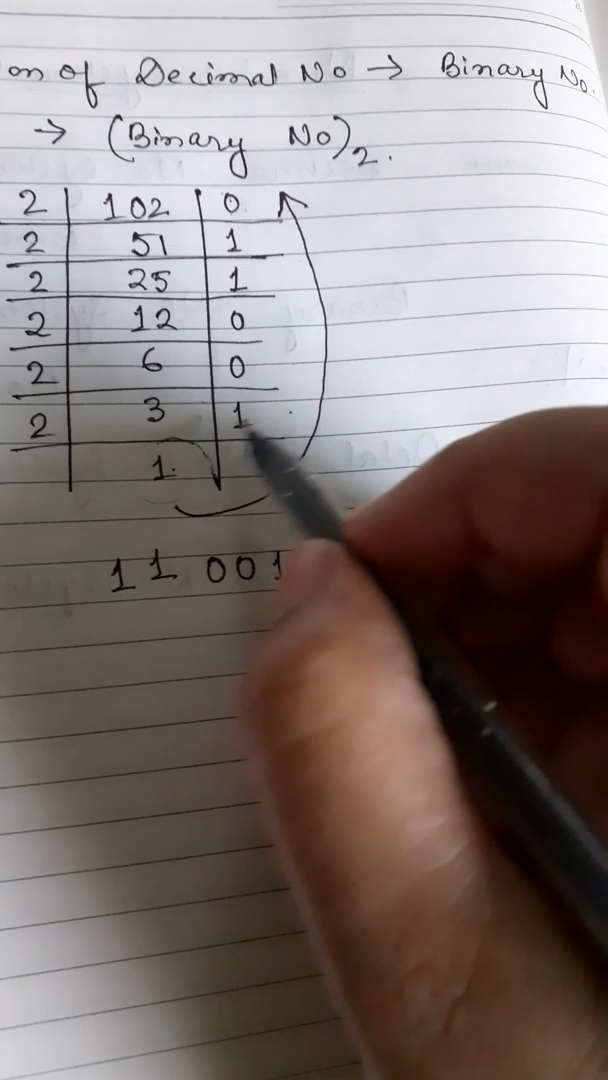 on of Decimal No → Binary No.
→ (Binary No)2.
2 102 0
2 51 1
2 25 1
2 12 0
2 6 0
2 3 1
1.
1 1 0 0 1